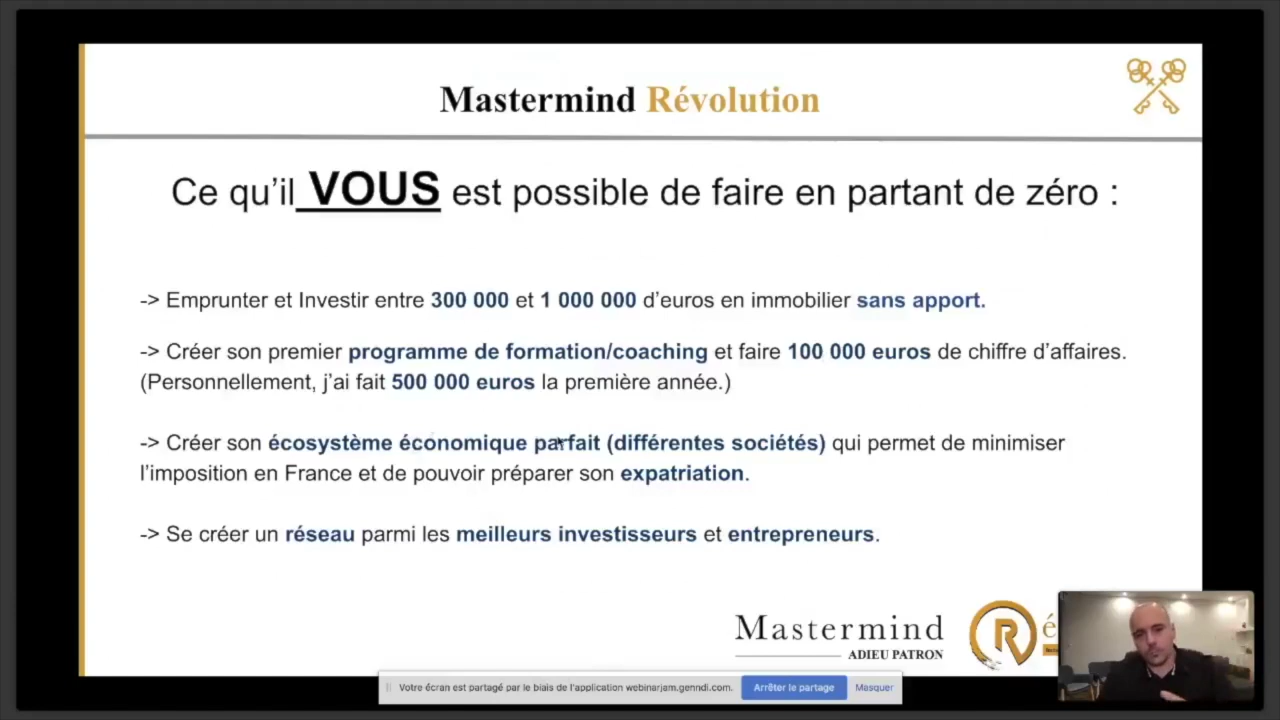 Mastermind Révolution
Ce qu'il VOUS est possible de faire en partant de zéro :
-> Emprunter et Investir entre 300 000 et 1 000 000 d'euros en immobilier sans apport.
-> Créer son premier programme de formation/coaching et faire 100 000 euros de chiffre d'affaires.
(Personnellement, j'ai fait 500 000 euros la première année.)
-> Créer son écosystème économique parfait (différentes sociétés) qui permet de minimiser
l'imposition en France et de pouvoir préparer son expatriation.
-> Se créer un réseau parmi les meilleurs investisseurs et entrepreneurs.
Mastermind
ADIEU PATRON
R
Votre écran est partagé par le biais de l'application webinarjam.genndi.com.
Arrêter le partage
Masquer